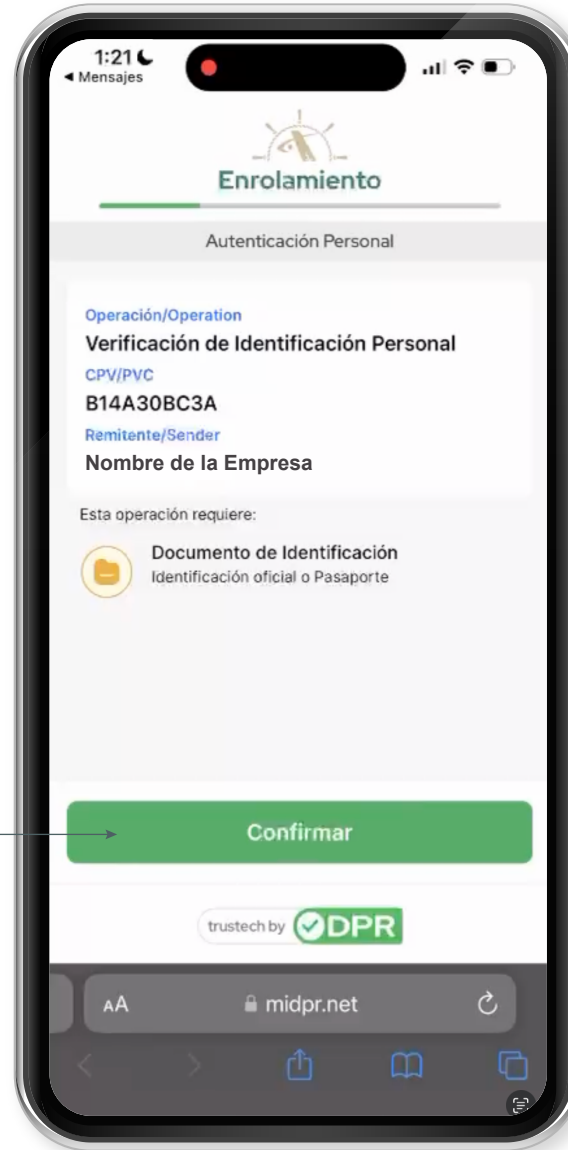 1:21
◀ Mensajes
Enrolamiento
Autenticación Personal
Operación/Operation
Verificación de Identificación Personal
CPV/PVC
B14A30BC3A
Remitente/Sender
Nombre de la Empresa
Esta operación requiere:
Documento de Identificación
Identificación oficial o Pasaporte
Confirmar
trustech by DPR
AA midpr.net